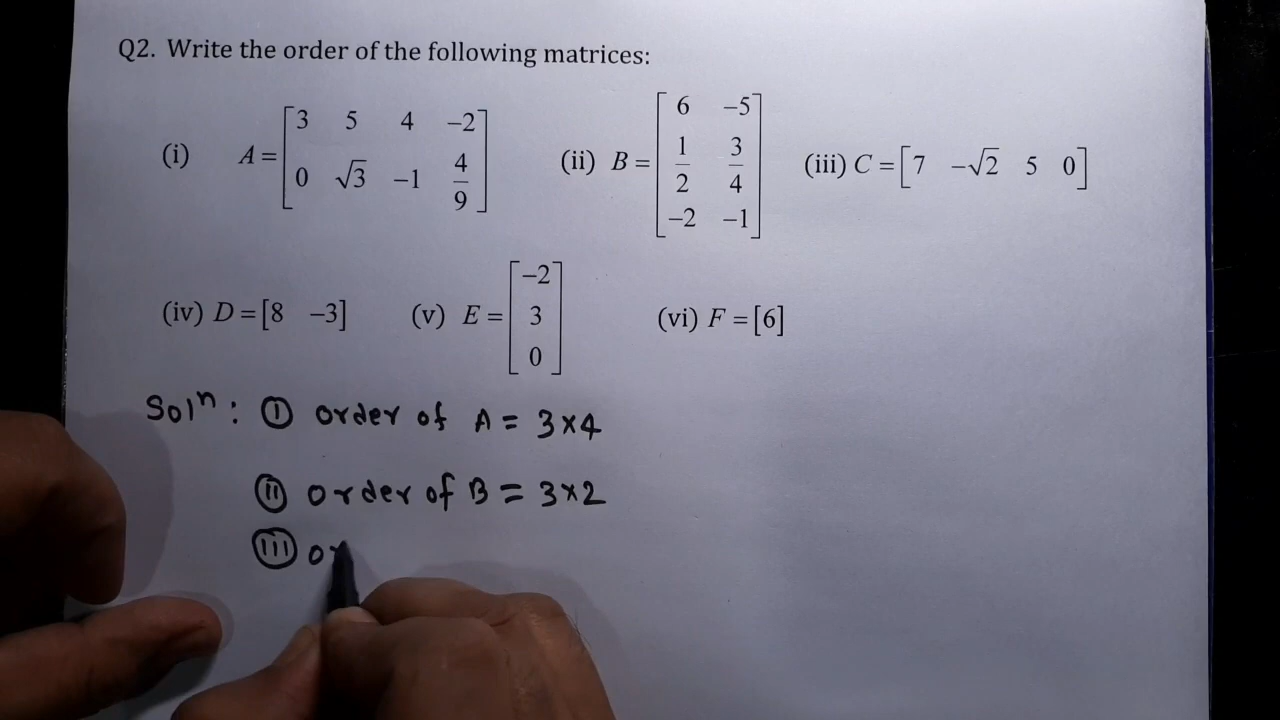 Q2. Write the order of the following matrices:
(i) A = [3 5 4 −2
0 √3 −1 4/9]
(ii) B = [6 −5
1/2 3/4
−2 −1]
(iii) C = [7 −√2 5 0]
(iv) D = [8 −3]
(v) E = [−2
3
0]
(vi) F = [6]
Solⁿ : (i) order of A = 3×4
(ii) order of B = 3×2
(iii) or